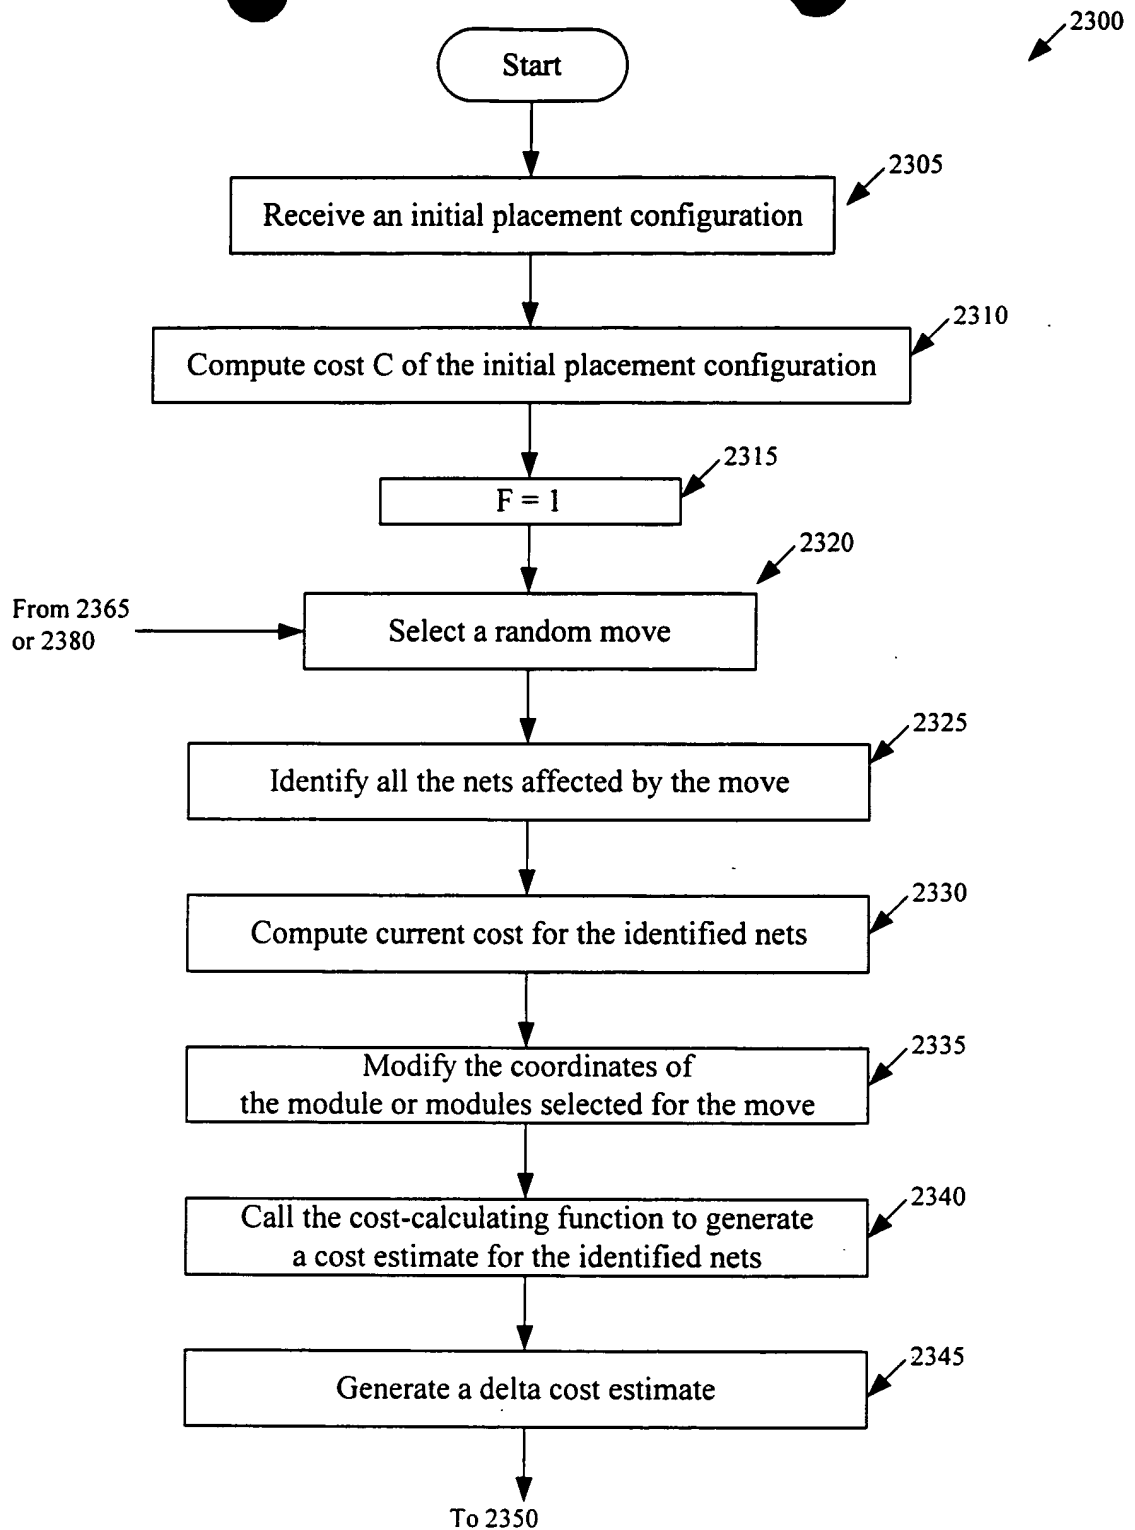 2300
Start
2305
Receive an initial placement configuration
2310
Compute cost C of the initial placement configuration
2315
F = 1
2320
From 2365
or 2380
Select a random move
2325
Identify all the nets affected by the move
2330
Compute current cost for the identified nets
2335
Modify the coordinates of
the module or modules selected for the move
2340
Call the cost-calculating function to generate
a cost estimate for the identified nets
2345
Generate a delta cost estimate
To 2350